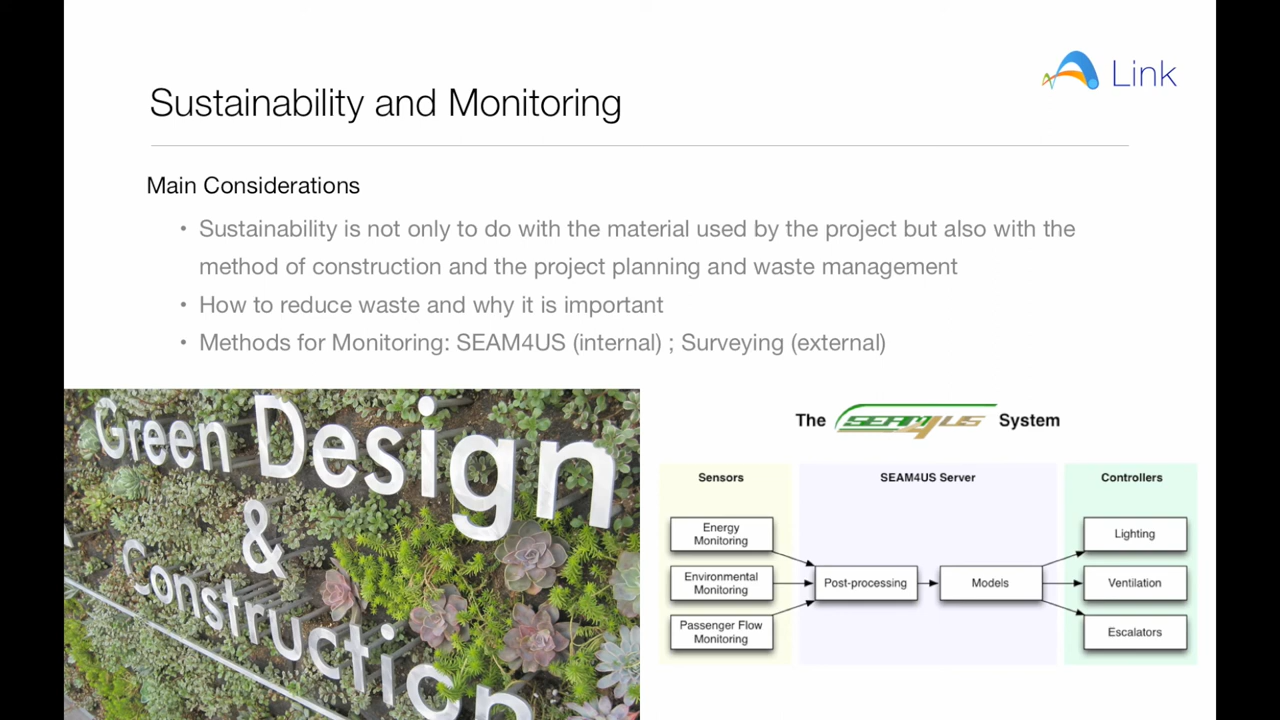 Link
Sustainability and Monitoring
Main Considerations
• Sustainability is not only to do with the material used by the project but also with the
method of construction and the project planning and waste management
• How to reduce waste and why it is important
• Methods for Monitoring: SEAM4US (internal) ; Surveying (external)
Green Design
&
Construction
The SEAM4US System
Sensors
SEAM4US Server
Controllers
Energy
Monitoring
Environmental
Monitoring
Passenger Flow
Monitoring
Post-processing
Models
Lighting
Ventilation
Escalators